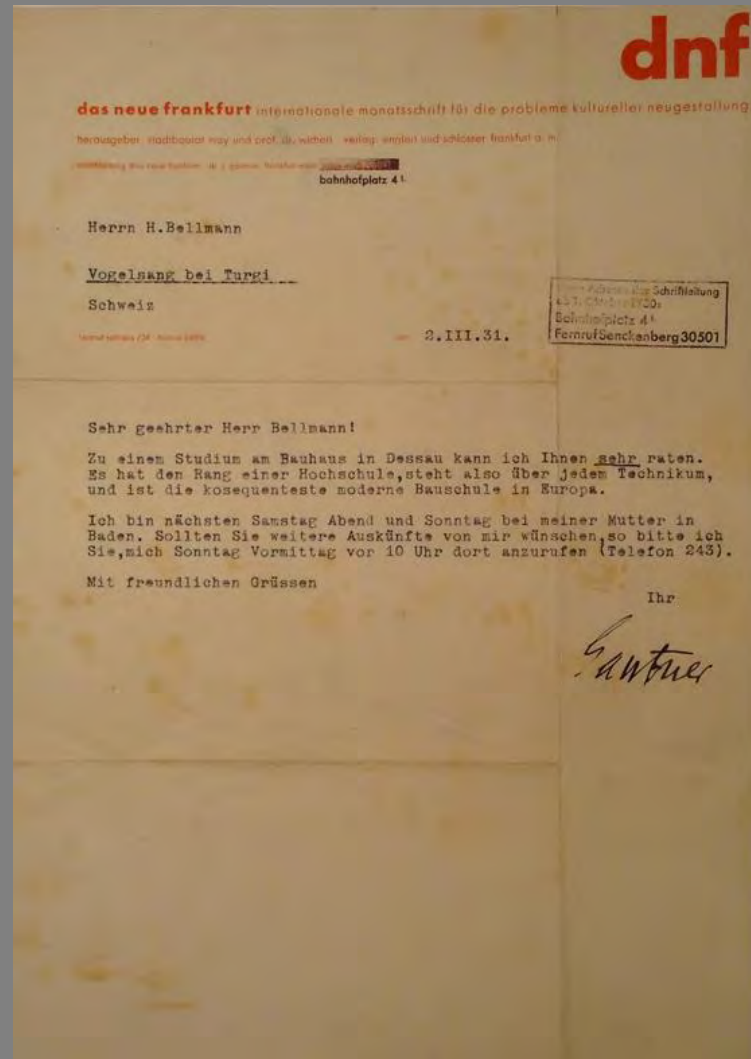 dnf
das neue frankfurt internationale monatsschrift für die probleme kultureller neugestaltung
herausgeber: stadtbaurat may und prof. dr. wichert verlag: englert und schlosser frankfurt a. m.
bahnhofplatz 4 I.
Herrn H.Bellmann
Vogelsang bei Turgi
Schweiz
Schriftleitung
Bahnhofplatz 4 I.
Fernruf Senckenberg 30501
2.III.31.
Sehr geehrter Herr Bellmann!
Zu einem Studium am Bauhaus in Dessau kann ich Ihnen sehr raten.
Es hat den Rang einer Hochschule,steht also über jedem Technikum,
und ist die kosequenteste moderne Bauschule in Europa.
Ich bin nächsten Samstag Abend und Sonntag bei meiner Mutter in
Baden. Sollten Sie weitere Auskünfte von mir wünschen,so bitte ich
Sie,mich Sonntag Vormittag vor 10 Uhr dort anzurufen (Telefon 243).
Mit freundlichen Grüssen
Ihr
Gantner